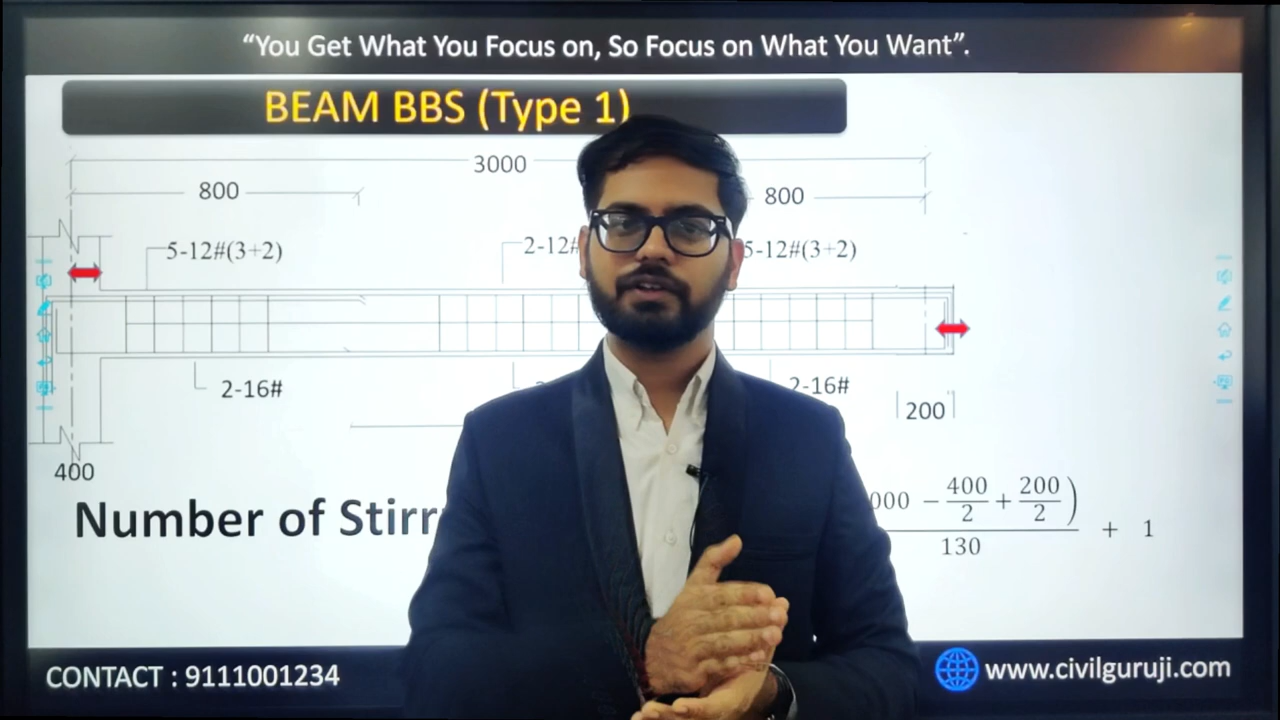 “You Get What You Focus on, So Focus on What You Want”.
BEAM BBS (Type 1)
3000
800
800
5-12#(3+2)
2-12#
5-12#(3+2)
2-16#
2-16#
200
400
Number of Stirr
000 − 400/2 + 200/2 )
130
+ 1
CONTACT : 9111001234
www.civilguruji.com